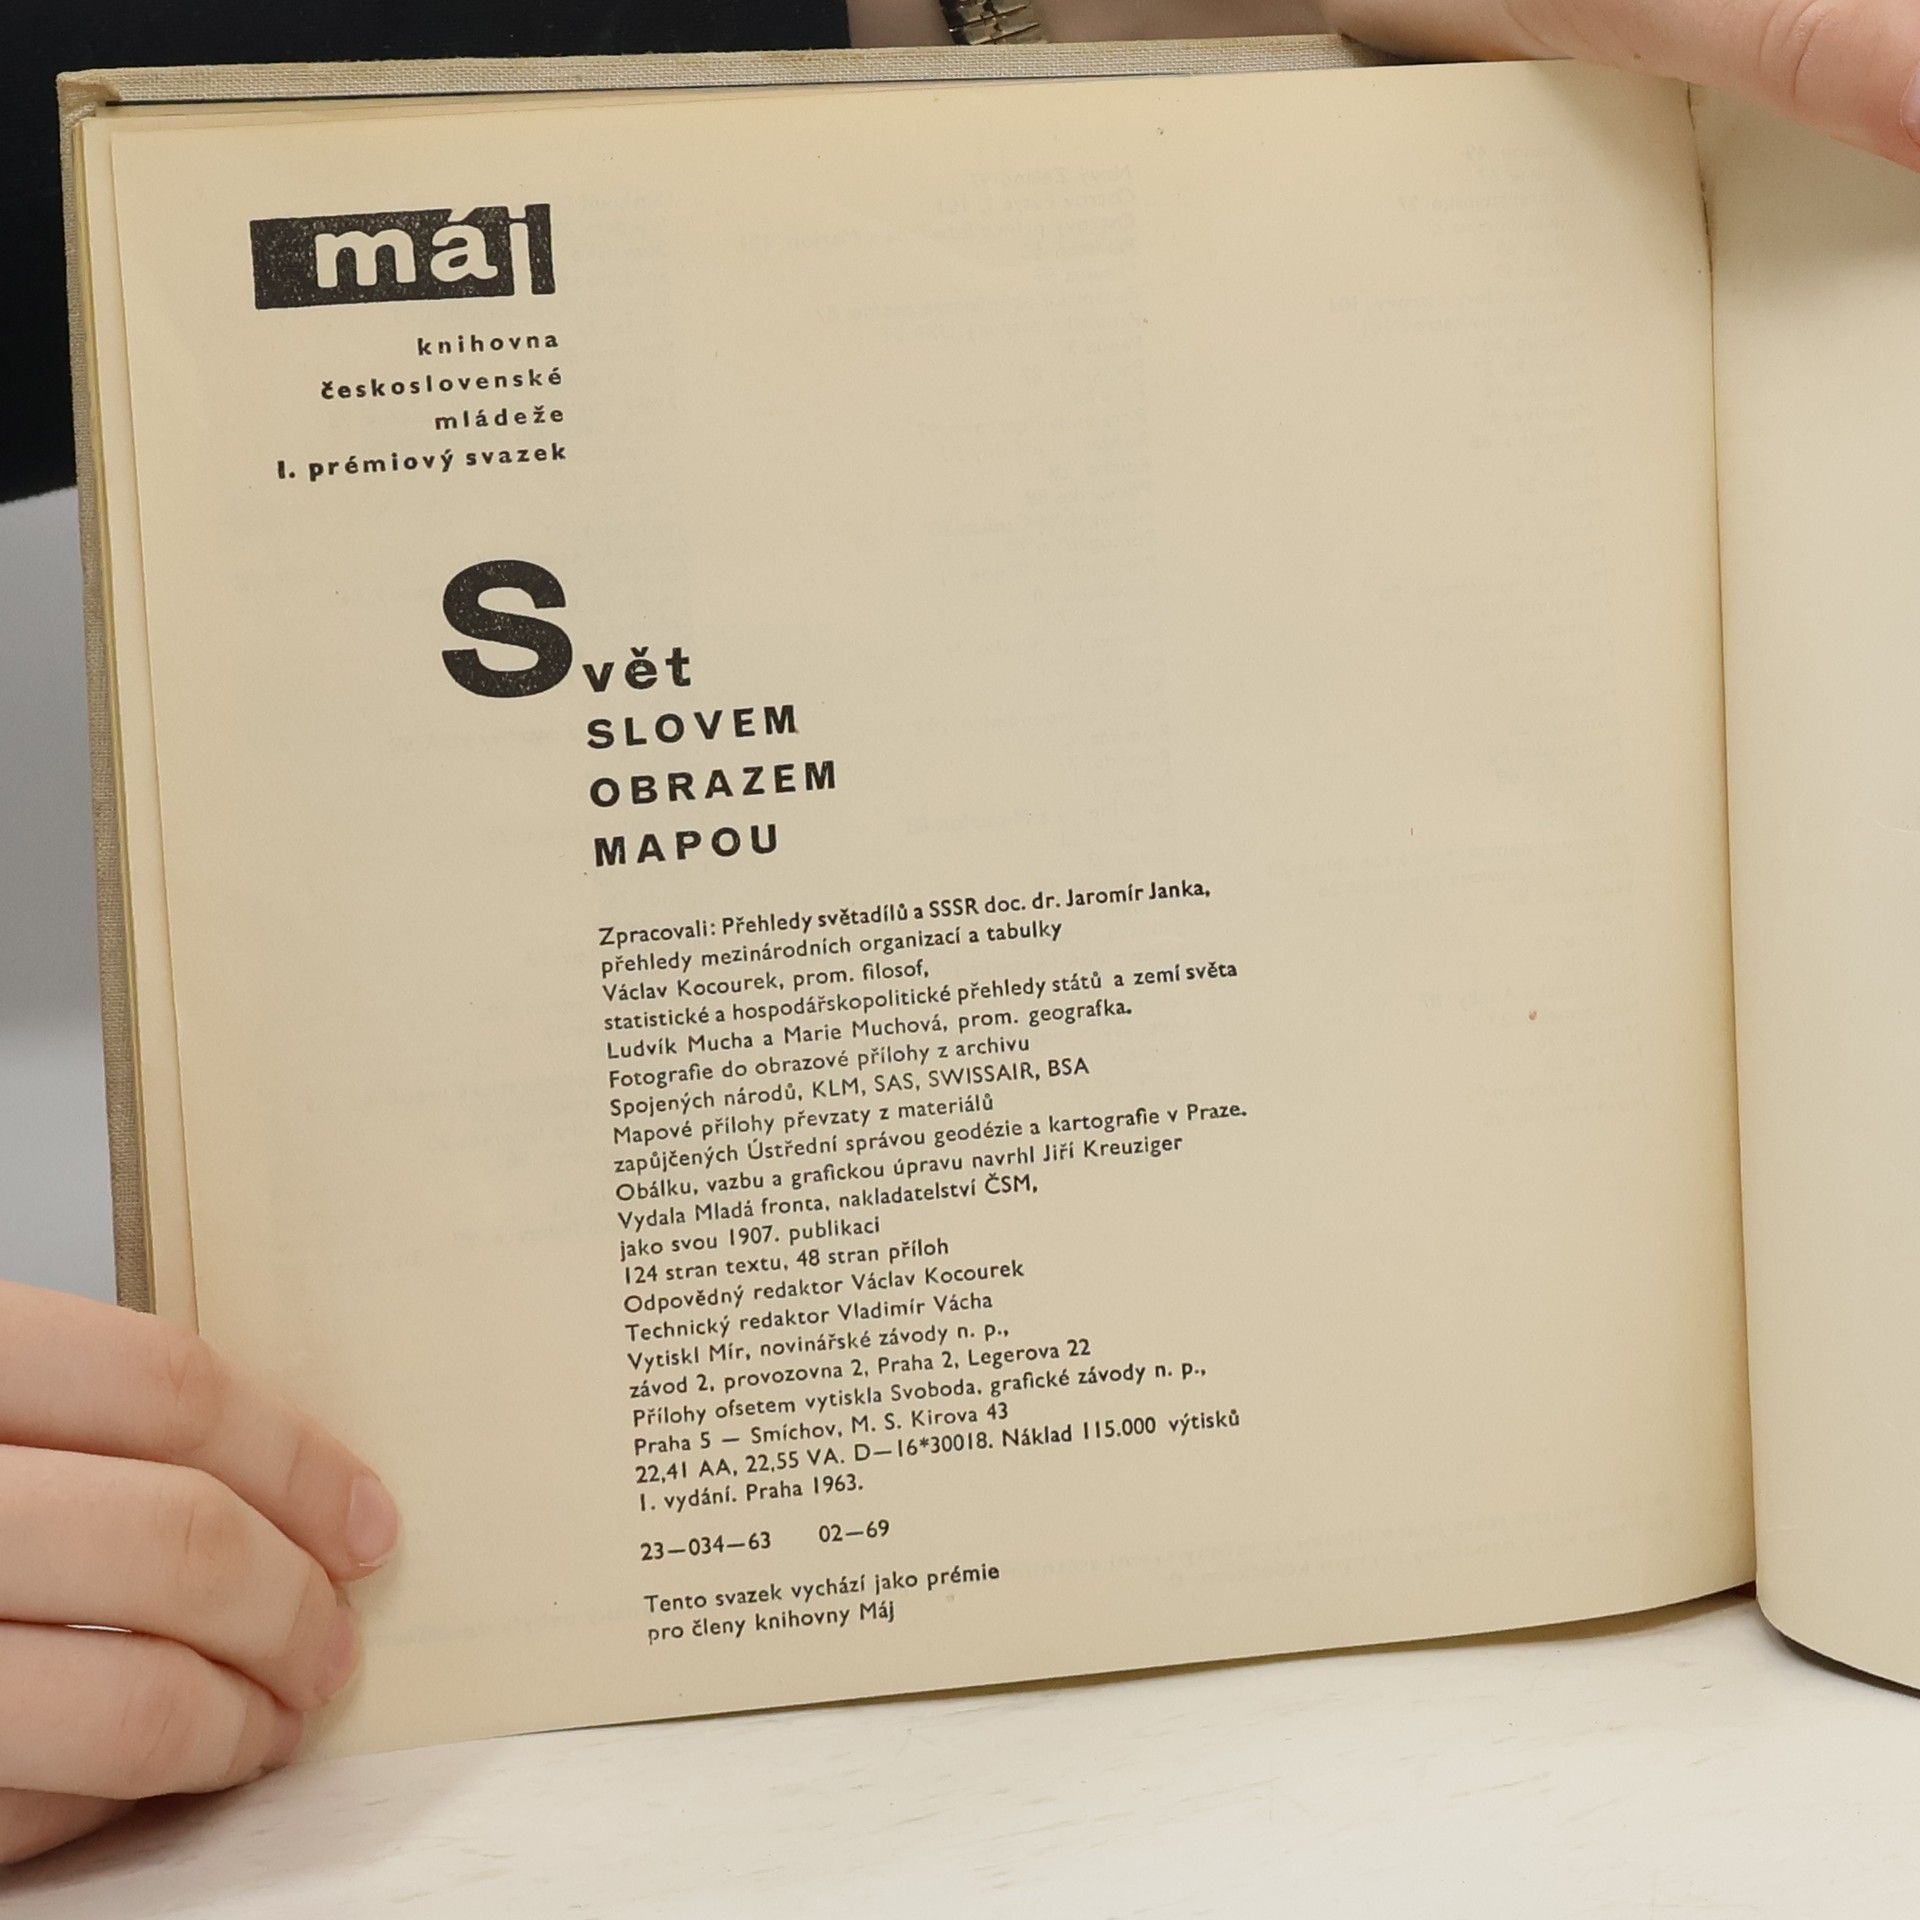 máj
knihovna
československé
mládeže
I. prémiový svazek
Svět
SLOVEM
OBRAZEM
MAPOU
Zpracovali: Přehledy světadílů a SSSR doc. dr. Jaromír Janka,
přehledy mezinárodních organizací a tabulky
Václav Kocourek, prom. filosof,
statistické a hospodářskopolitické přehledy států a zemí světa
Ludvík Mucha a Marie Muchová, prom. geografka.
Fotografie do obrazové přílohy z archivu
Spojených národů, KLM, SAS, SWISSAIR, BSA
Mapové přílohy převzaty z materiálů
zapůjčených Ústřední správou geodézie a kartografie v Praze.
Obálku, vazbu a grafickou úpravu navrhl Jiří Kreuziger
Vydala Mladá fronta, nakladatelství ČSM,
jako svou 1907. publikaci
124 stran textu, 48 stran příloh
Odpovědný redaktor Václav Kocourek
Technický redaktor Vladimír Vácha
Vytiskl Mír, novinářské závody n. p.,
závod 2, provozovna 2, Praha 2, Legerova 22
Přílohy ofsetem vytiskla Svoboda, grafické závody n. p.,
Praha 5 — Smíchov, M. S. Kirova 43
22,41 AA, 22,55 VA. D—16*30018. Náklad 115.000 výtisků
1. vydání. Praha 1963.
23—034—63 02—69
Tento svazek vychází jako prémie
pro členy knihovny Máj